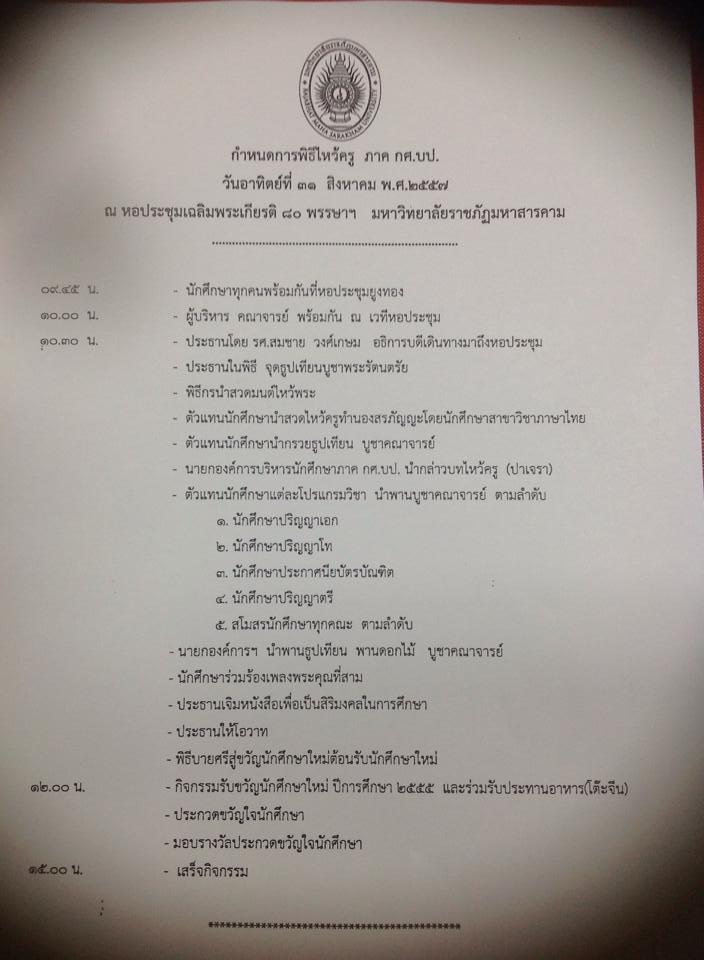 มหาวิทยาลัยราชภัฏมหาสารคาม
RAJABHAT MAHA SARAKHAM UNIVERSITY
กำหนดการพิธีไหว้ครู ภาค กศ.บป.
วันอาทิตย์ที่ ๓๑ สิงหาคม พ.ศ.๒๕๕๗
ณ หอประชุมเฉลิมพระเกียรติ ๘๐ พรรษาฯ มหาวิทยาลัยราชภัฏมหาสารคาม
๐๙.๔๕ น. - นักศึกษาทุกคนพร้อมกันที่หอประชุมยูงทอง
๑๐.๐๐ น. - ผู้บริหาร คณาจารย์ พร้อมกัน ณ เวทีหอประชุม
๑๐.๓๐ น. - ประธานโดย รศ.สมชาย วงศ์เกษม อธิการบดีเดินทางมาถึงหอประชุม
- ประธานในพิธี จุดธูปเทียนบูชาพระรัตนตรัย
- พิธีกรนำสวดมนต์ไหว้พระ
- ตัวแทนนักศึกษานำสวดไหว้ครูทำนองสรภัญญะโดยนักศึกษาสาขาวิชาภาษาไทย
- ตัวแทนนักศึกษานำกรวยธูปเทียน บูชาคณาจารย์
- นายกองค์การบริหารนักศึกษาภาค กศ.บป. นำกล่าวบทไหว้ครู (ปาเจรา)
- ตัวแทนนักศึกษาแต่ละโปรแกรมวิชา นำพานบูชาคณาจารย์ ตามลำดับ
๑. นักศึกษาปริญญาเอก
๒. นักศึกษาปริญญาโท
๓. นักศึกษาประกาศนียบัตรบัณฑิต
๔. นักศึกษาปริญญาตรี
๕. สโมสรนักศึกษาทุกคณะ ตามลำดับ
- นายกองค์การฯ นำพานธูปเทียน พานดอกไม้ บูชาคณาจารย์
- นักศึกษาร่วมร้องเพลงพระคุณที่สาม
- ประธานเจิมหนังสือเพื่อเป็นสิริมงคลในการศึกษา
- ประธานให้โอวาท
- พิธีบายศรีสู่ขวัญนักศึกษาใหม่ต้อนรับนักศึกษาใหม่
๑๒.๐๐ น. - กิจกรรมรับขวัญนักศึกษาใหม่ ปีการศึกษา ๒๕๕๕ และร่วมรับประทานอาหาร(โต๊ะจีน)
- ประกวดขวัญใจนักศึกษา
- มอบรางวัลประกวดขวัญใจนักศึกษา
๑๕.๐๐ น. - เสร็จกิจกรรม